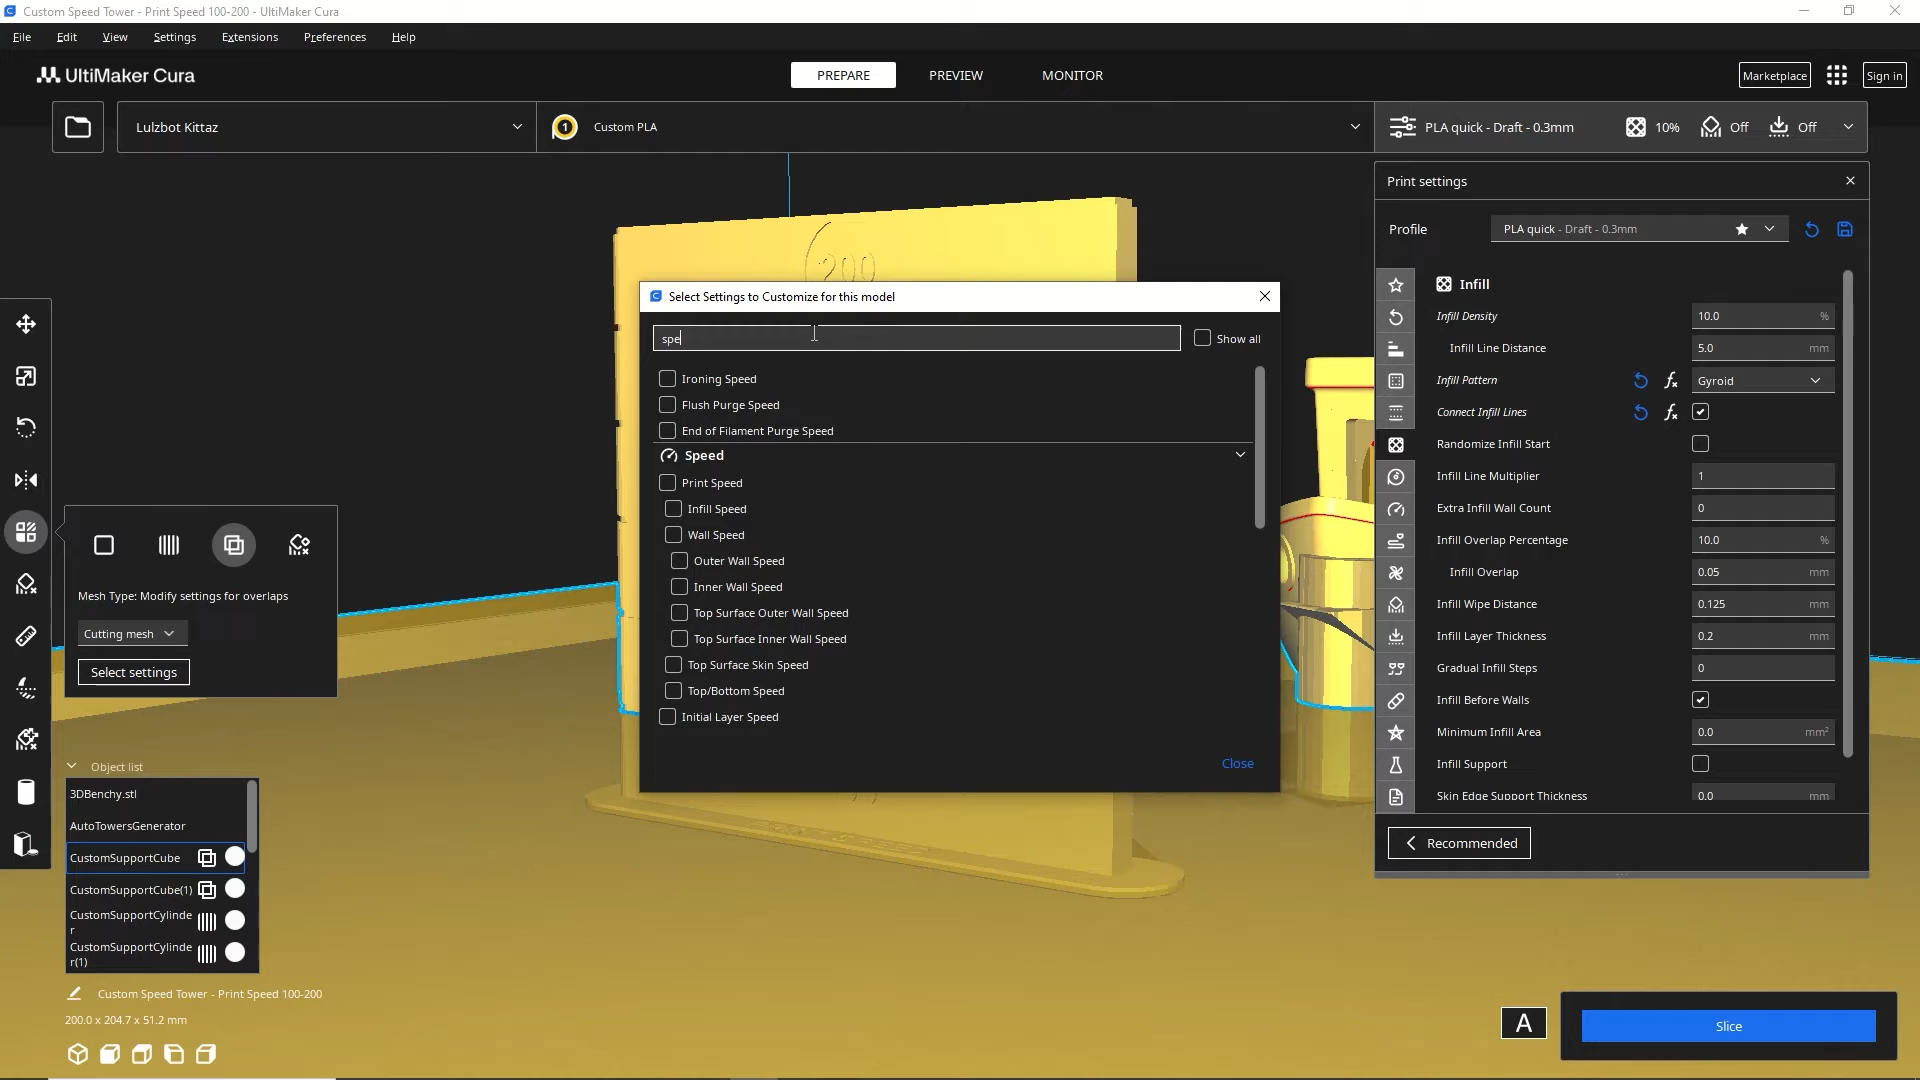 Custom Speed Tower - Print Speed 100-200 - UltiMaker Cura
File Edit View Settings Extensions Preferences Help
UltiMaker Cura
PREPARE PREVIEW MONITOR
Marketplace Sign in
Lulzbot Kittaz
1 Custom PLA
PLA quick - Draft - 0.3mm 10% Off Off
Print settings
Profile PLA quick - Draft - 0.3mm
Infill
Infill Density 10.0 %
Infill Line Distance 5.0 mm
Infill Pattern Gyroid
Connect Infill Lines
Randomize Infill Start
Infill Line Multiplier 1
Extra Infill Wall Count 0
Infill Overlap Percentage 10.0 %
Infill Overlap 0.05 mm
Infill Wipe Distance 0.125 mm
Infill Layer Thickness 0.2 mm
Gradual Infill Steps 0
Infill Before Walls
Minimum Infill Area 0.0 mm²
Infill Support
Skin Edge Support Thickness 0.0 mm
Recommended
200
Select Settings to Customize for this model
spe
Show all
Ironing Speed
Flush Purge Speed
End of Filament Purge Speed
Speed
Print Speed
Infill Speed
Wall Speed
Outer Wall Speed
Inner Wall Speed
Top Surface Outer Wall Speed
Top Surface Inner Wall Speed
Top Surface Skin Speed
Top/Bottom Speed
Initial Layer Speed
Close
Mesh Type: Modify settings for overlaps
Cutting mesh
Select settings
Object list
3DBenchy.stl
AutoTowersGenerator
CustomSupportCube
CustomSupportCube(1)
CustomSupportCylinde
r
CustomSupportCylinde
r(1)
Custom Speed Tower - Print Speed 100-200
200.0 x 204.7 x 51.2 mm
A
Slice